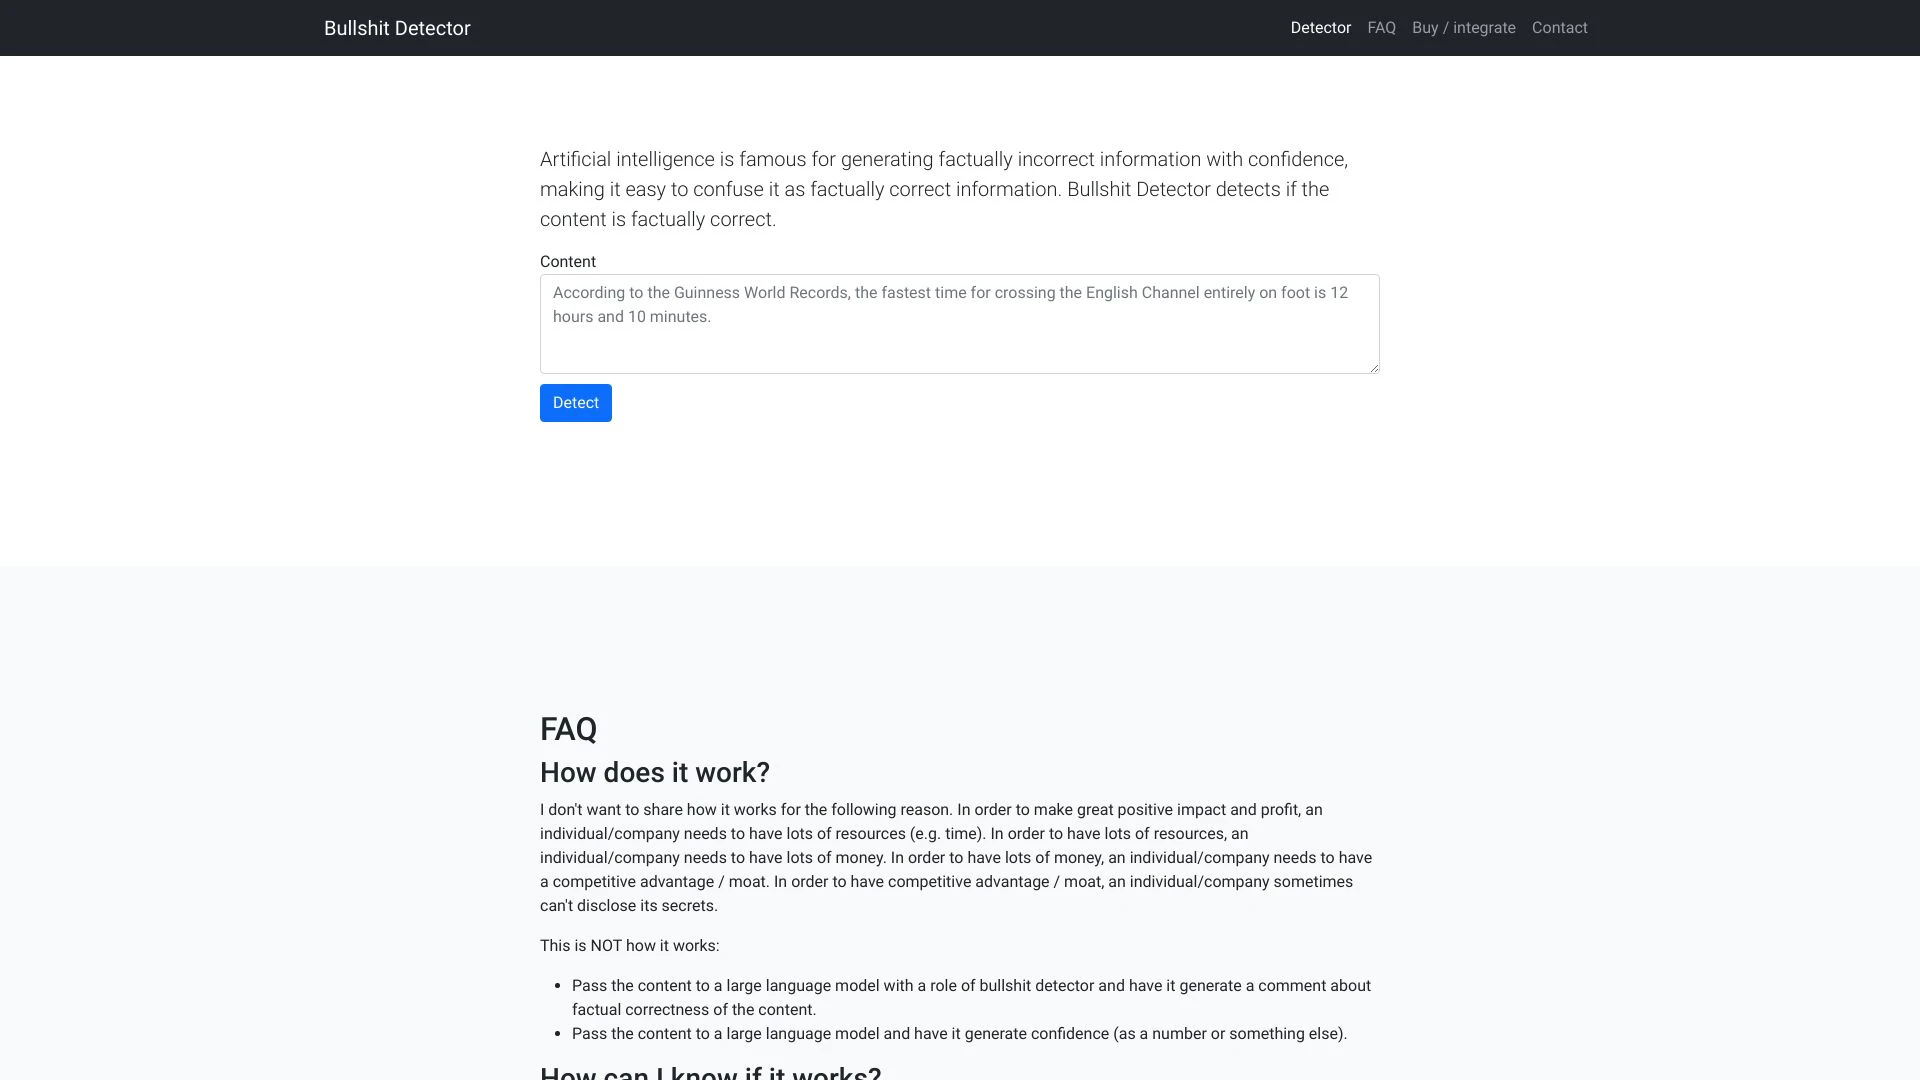 Bullshit Detector
Detector
FAQ
Buy / integrate
Contact
Artificial intelligence is famous for generating factually incorrect information with confidence,
making it easy to confuse it as factually correct information. Bullshit Detector detects if the
content is factually correct.
Content
According to the Guinness World Records, the fastest time for crossing the English Channel entirely on foot is 12
hours and 10 minutes.
Detect
FAQ
How does it work?
I don't want to share how it works for the following reason. In order to make great positive impact and profit, an
individual/company needs to have lots of resources (e.g. time). In order to have lots of resources, an
individual/company needs to have lots of money. In order to have lots of money, an individual/company needs to have
a competitive advantage / moat. In order to have competitive advantage / moat, an individual/company sometimes
can't disclose its secrets.
This is NOT how it works:
• Pass the content to a large language model with a role of bullshit detector and have it generate a comment about
factual correctness of the content.
• Pass the content to a large language model and have it generate confidence (as a number or something else).
How can I know if it works?